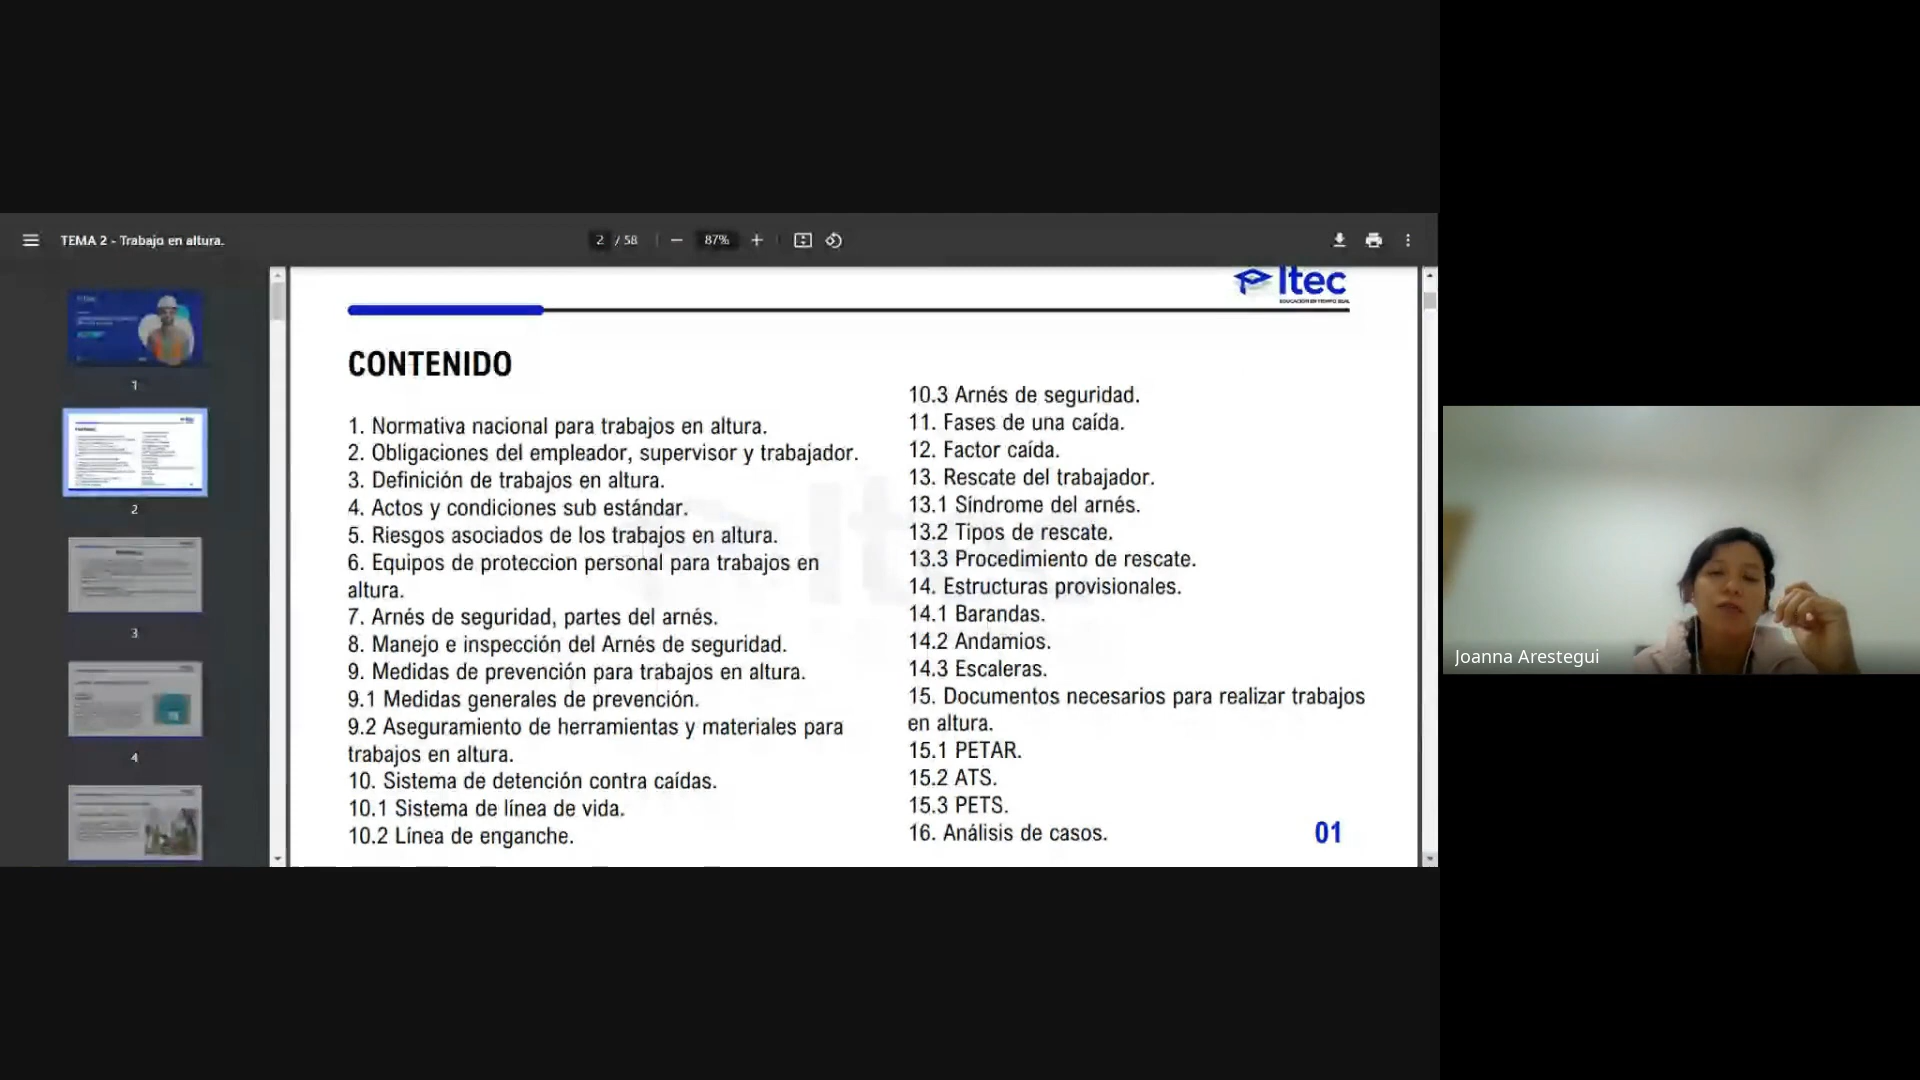 TEMA 2 - Trabajo en altura.
2 / 58
87%
1
2
3
4
Itec
EDUCACIÓN EN TIEMPO REAL
CONTENIDO
1. Normativa nacional para trabajos en altura.
2. Obligaciones del empleador, supervisor y trabajador.
3. Definición de trabajos en altura.
4. Actos y condiciones sub estándar.
5. Riesgos asociados de los trabajos en altura.
6. Equipos de proteccion personal para trabajos en
altura.
7. Arnés de seguridad, partes del arnés.
8. Manejo e inspección del Arnés de seguridad.
9. Medidas de prevención para trabajos en altura.
9.1 Medidas generales de prevención.
9.2 Aseguramiento de herramientas y materiales para
trabajos en altura.
10. Sistema de detención contra caídas.
10.1 Sistema de línea de vida.
10.2 Línea de enganche.
10.3 Arnés de seguridad.
11. Fases de una caída.
12. Factor caída.
13. Rescate del trabajador.
13.1 Síndrome del arnés.
13.2 Tipos de rescate.
13.3 Procedimiento de rescate.
14. Estructuras provisionales.
14.1 Barandas.
14.2 Andamios.
14.3 Escaleras.
15. Documentos necesarios para realizar trabajos
en altura.
15.1 PETAR.
15.2 ATS.
15.3 PETS.
16. Análisis de casos.
01
Joanna Arestegui